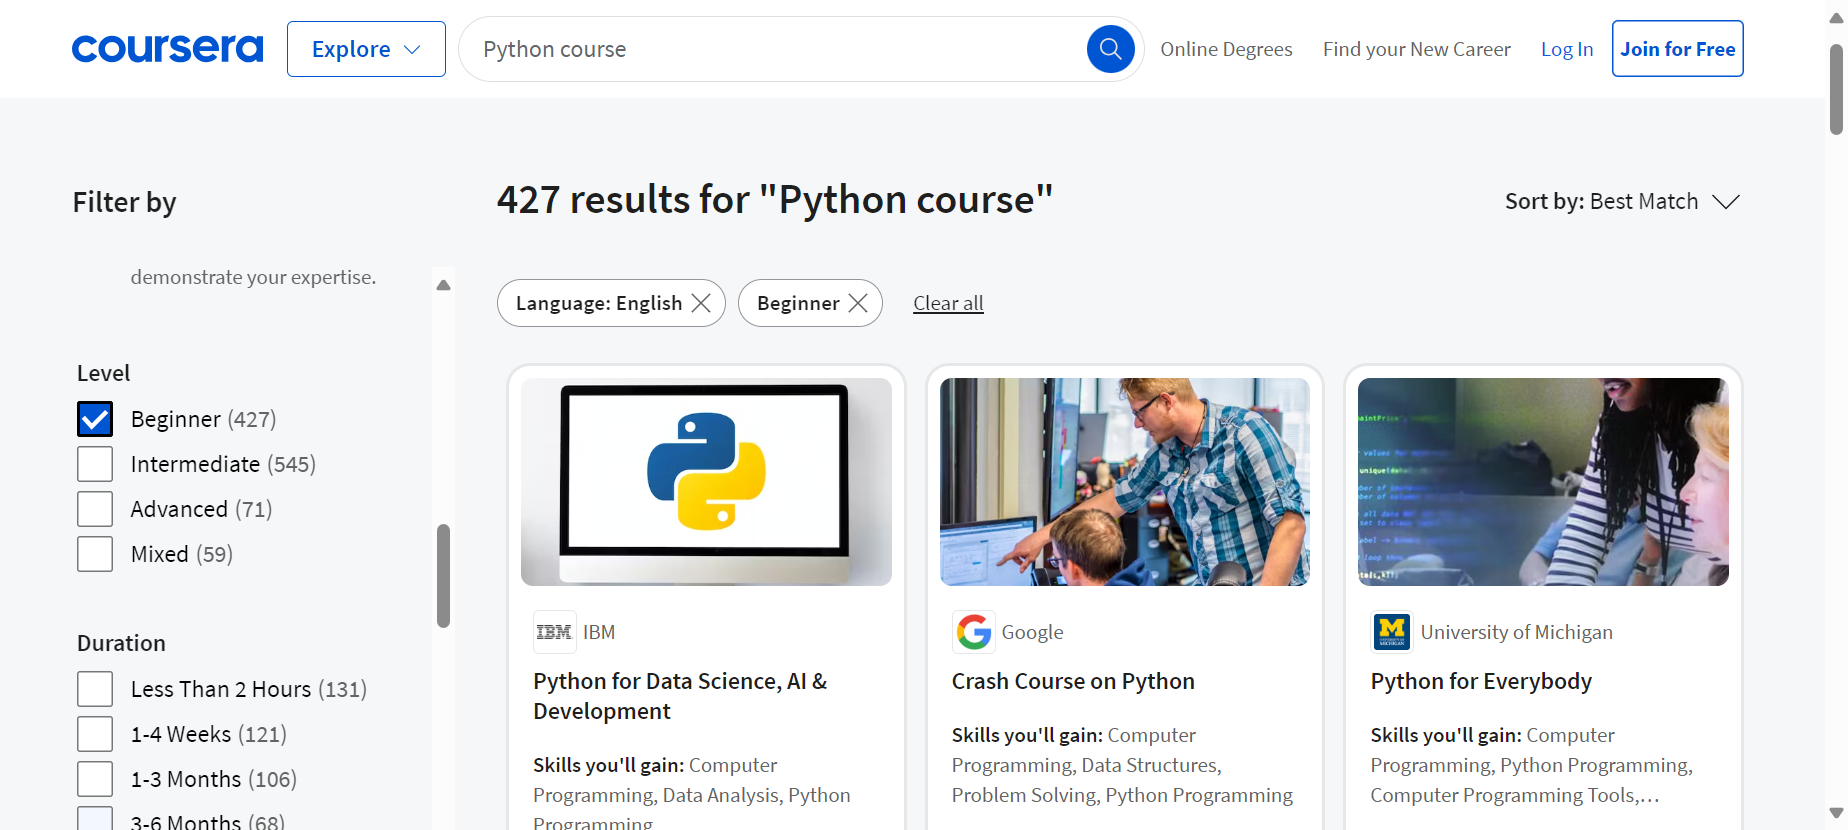 coursera
Explore
Python course
Online Degrees
Find your New Career
Log In
Join for Free
Filter by
demonstrate your expertise.
Level
Beginner (427)
Intermediate (545)
Advanced (71)
Mixed (59)
Duration
Less Than 2 Hours (131)
1-4 Weeks (121)
1-3 Months (106)
3-6 Months (68)
427 results for "Python course"
Sort by: Best Match
Language: English
Beginner
Clear all
IBM
IBM
Python for Data Science, AI &
Development
Skills you'll gain: Computer
Programming, Data Analysis, Python
Programming
Google
Crash Course on Python
Skills you'll gain: Computer
Programming, Data Structures,
Problem Solving, Python Programming
University of Michigan
Python for Everybody
Skills you'll gain: Computer
Programming, Python Programming,
Computer Programming Tools,...